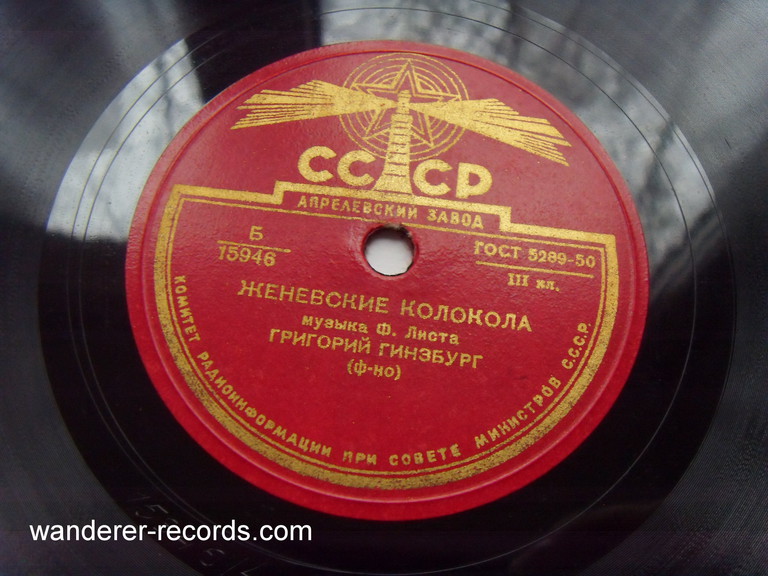 СССР
АПРЕЛЕВСКИЙ ЗАВОД
Б
15946
ГОСТ 5289-50
III кл.
ЖЕНЕВСКИЕ КОЛОКОЛА
музыка Ф. Листа
ГРИГОРИЙ ГИНЗБУРГ
(ф-но)
КОМИТЕТ РАДИОИНФОРМАЦИИ ПРИ СОВЕТЕ МИНИСТРОВ С.С.С.Р.
wanderer-records.com